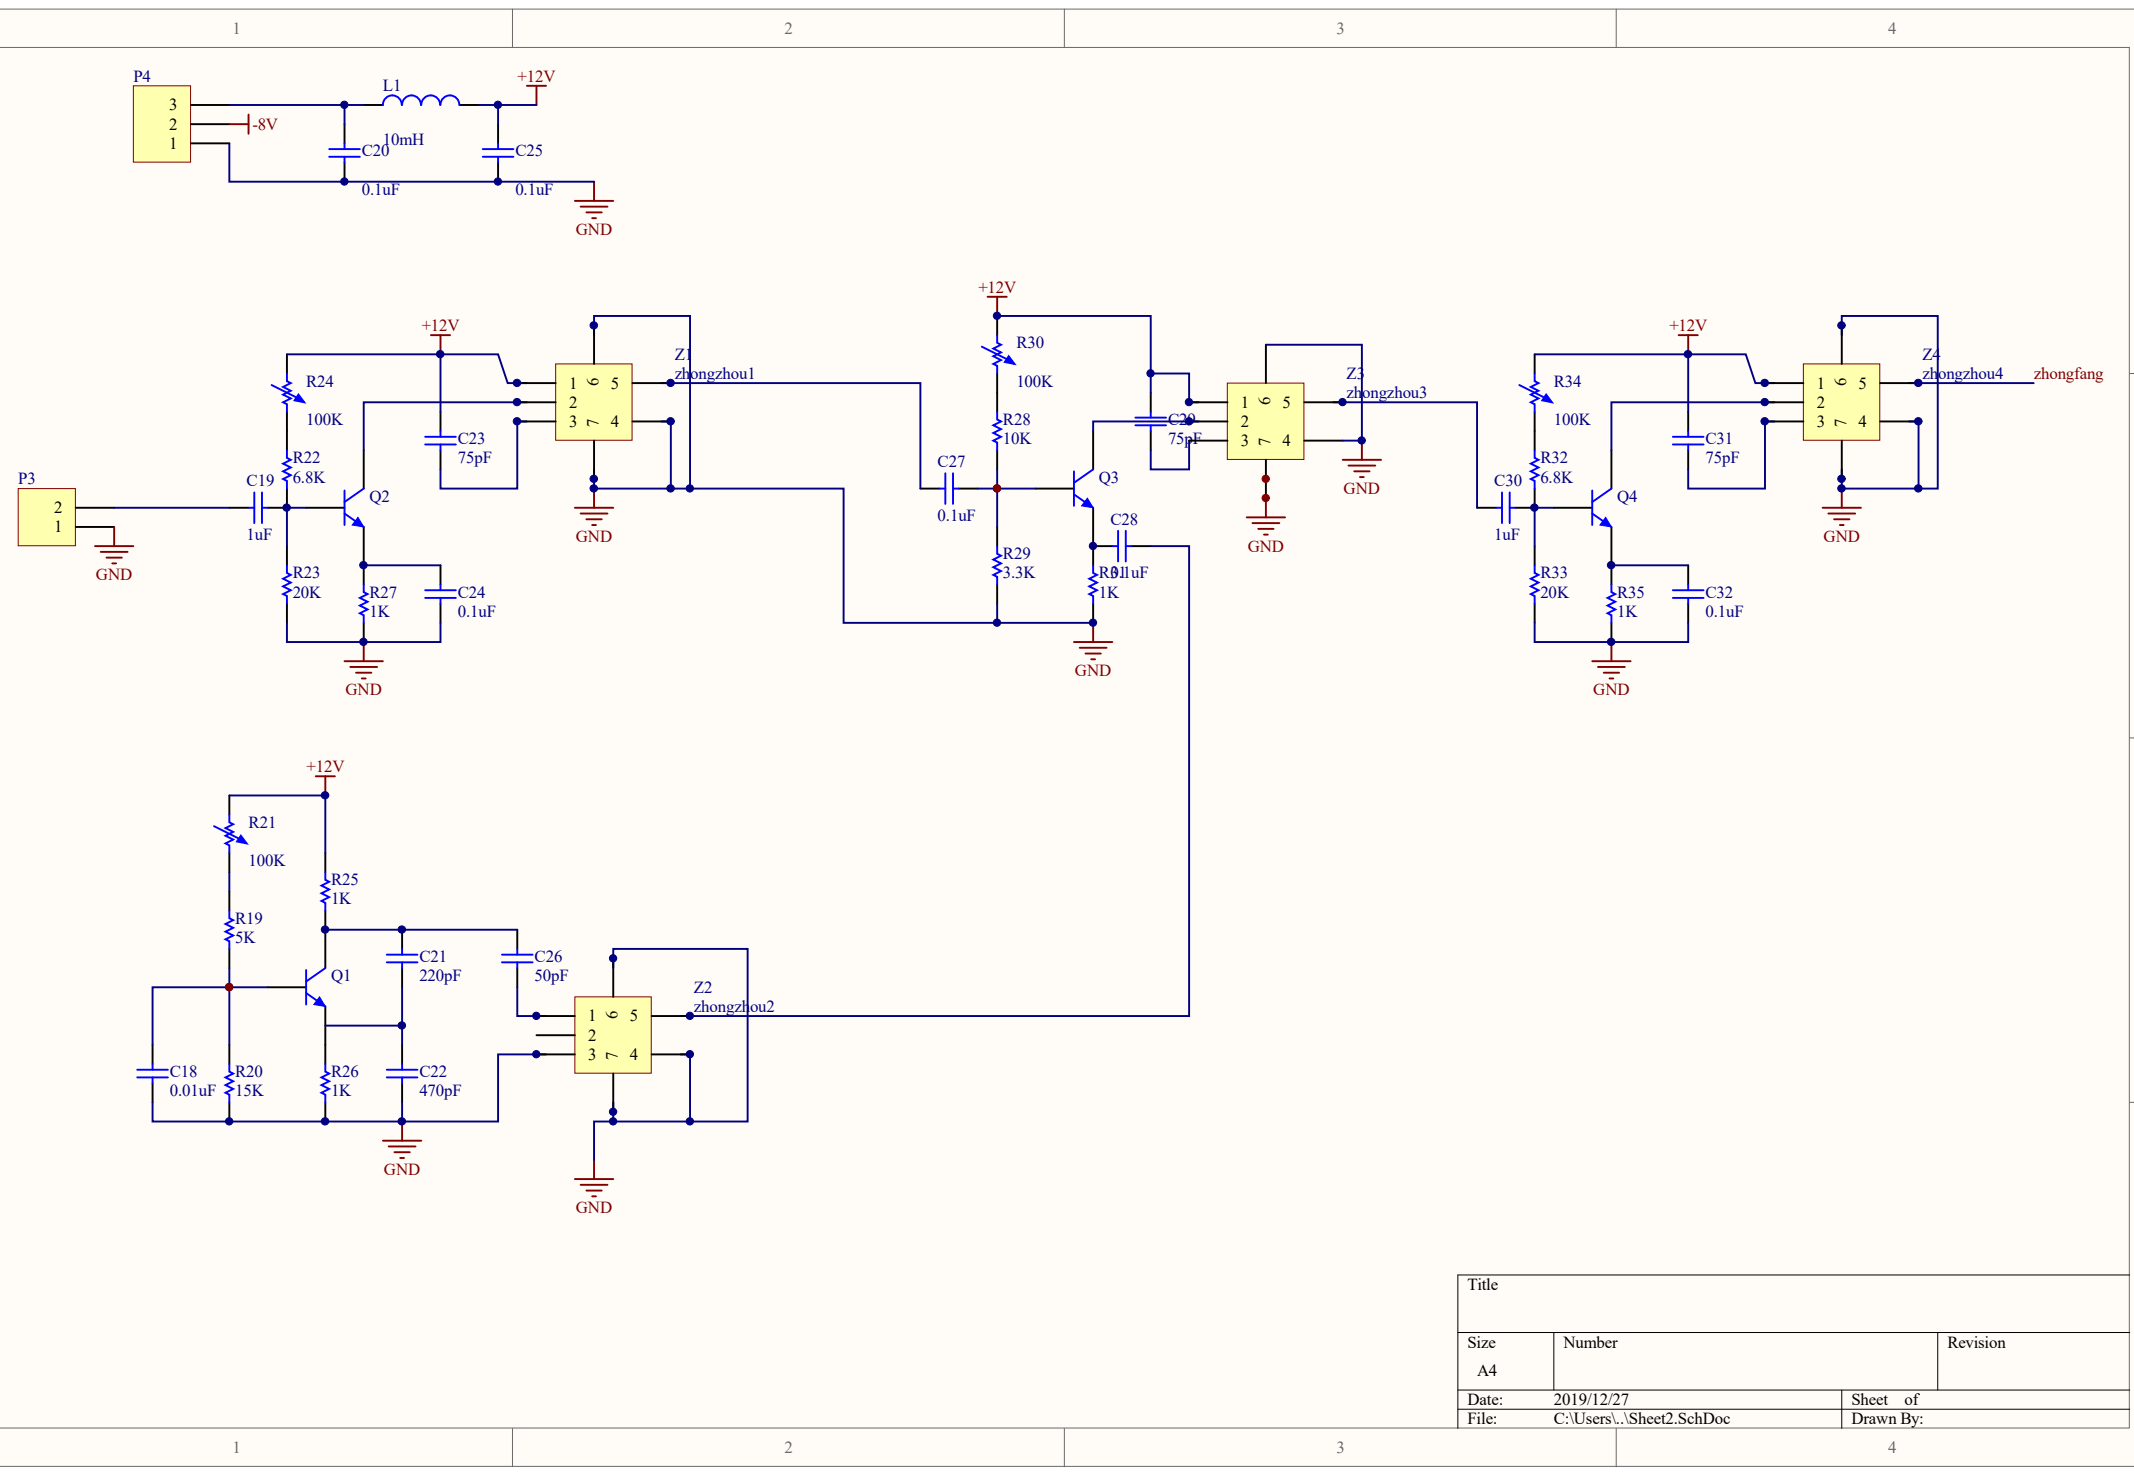 1 2 3 4
P4
3
2
1
-8V
L1
10mH
+12V
C20
0.1uF
C25
0.1uF
GND
P3
2
1
GND
C19
1uF
R24
100K
R22
6.8K
R23
20K
Q2
R27
1K
C24
0.1uF
GND
+12V
C23
75pF
1 6 5
2
3 7 4
Z1
zhongzhou1
GND
+12V
R30
100K
R28
10K
C27
0.1uF
R29
3.3K
Q3
C28
0.1uF
1K
GND
C29
75pF
1 6 5
2
3 7 4
Z3
zhongzhou3
GND
GND
+12V
R34
100K
R32
6.8K
C30
1uF
R33
20K
Q4
R35
1K
C32
0.1uF
GND
C31
75pF
1 6 5
2
3 7 4
Z4
zhongzhou4
zhongfang
GND
+12V
R21
100K
R25
1K
R19
5K
Q1
C21
220pF
C26
50pF
C18
0.01uF
R20
15K
R26
1K
C22
470pF
GND
1 6 5
2
3 7 4
Z2
zhongzhou2
GND
Title
Size Number Revision
A4
Date: 2019/12/27 Sheet of
File: C:\Users\..\Sheet2.SchDoc Drawn By:
1 2 3 4